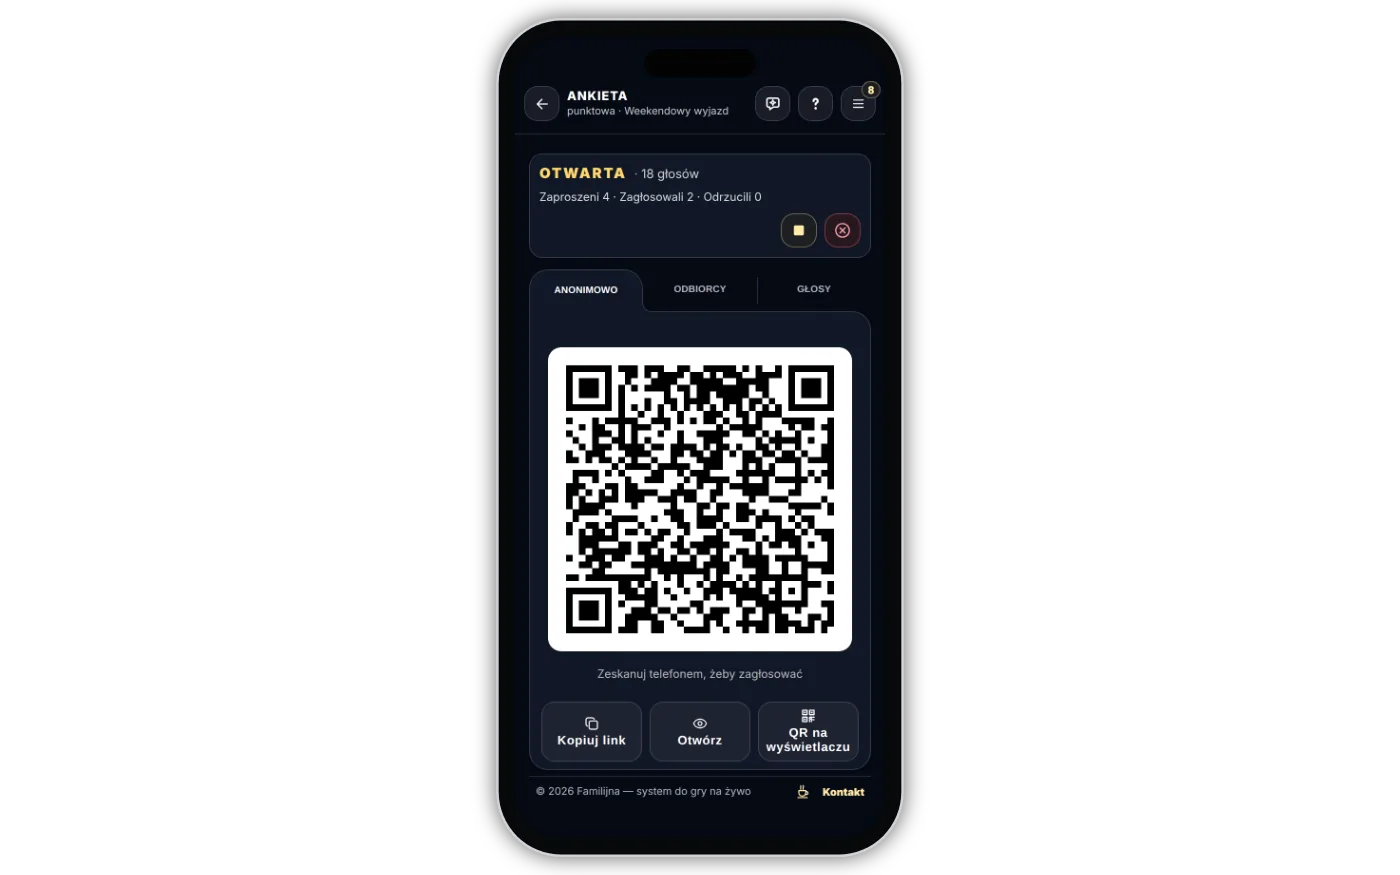 ANKIETA
punktowa · Weekendowy wyjazd
?
8
OTWARTA · 18 głosów
Zaproszeni 4 · Zagłosowali 2 · Odrzucili 0
ANONIMOWO
ODBIORCY
GŁOSY
Zeskanuj telefonem, żeby zagłosować
Kopiuj link
Otwórz
QR na
wyświetlaczu
© 2026 Familijna — system do gry na żywo
Kontakt